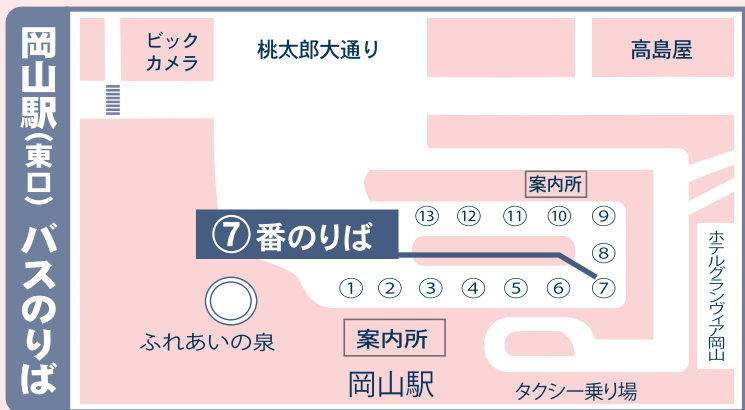 岡山駅(東口)バスのりば
ビック
カメラ
桃太郎大通り
高島屋
案内所
⑬ ⑫ ⑪ ⑩ ⑨
⑦番のりば
⑧
① ② ③ ④ ⑤ ⑥ ⑦
ホテルグランヴィア岡山
ふれあいの泉
案内所
岡山駅
タクシー乗り場